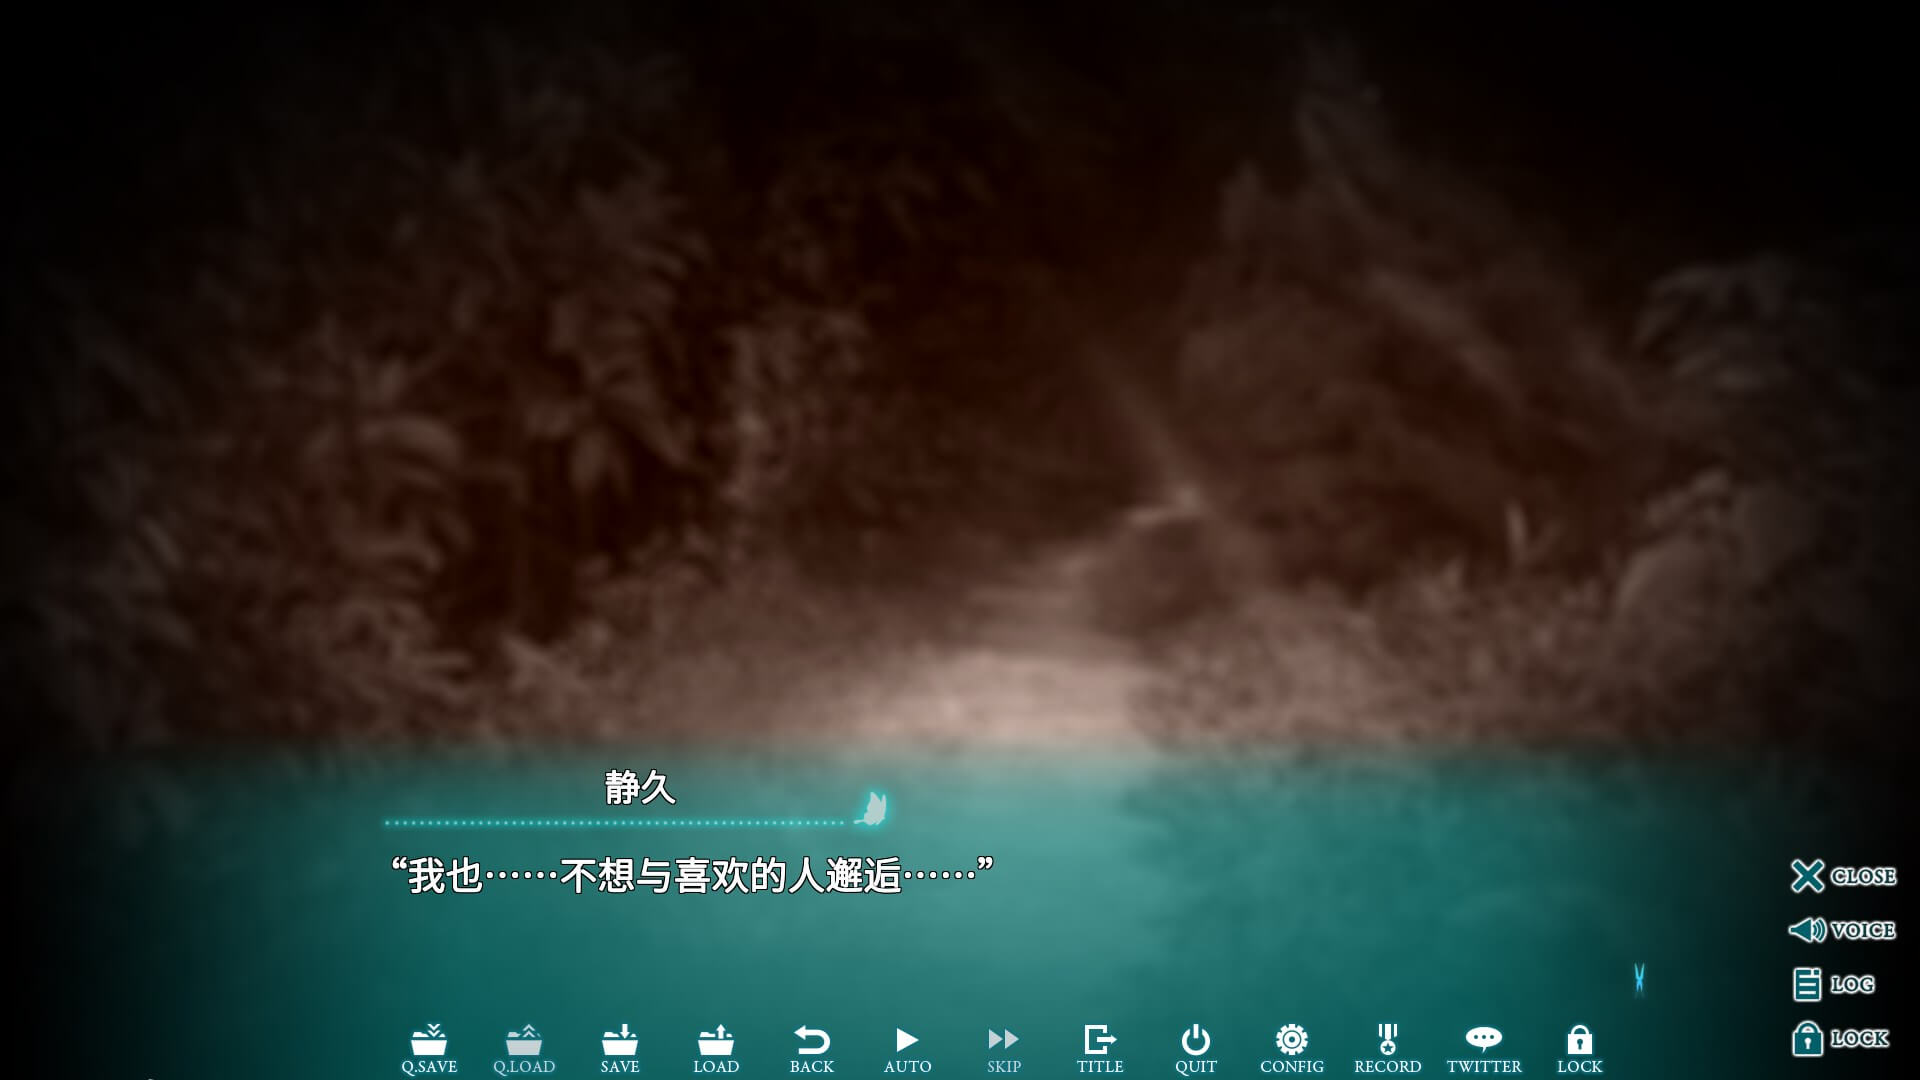 静久
“我也……不想与喜欢的人邂逅……”
CLOSE
VOICE
LOG
LOCK
Q.SAVE Q.LOAD SAVE LOAD BACK AUTO SKIP TITLE QUIT CONFIG RECORD TWITTER LOCK